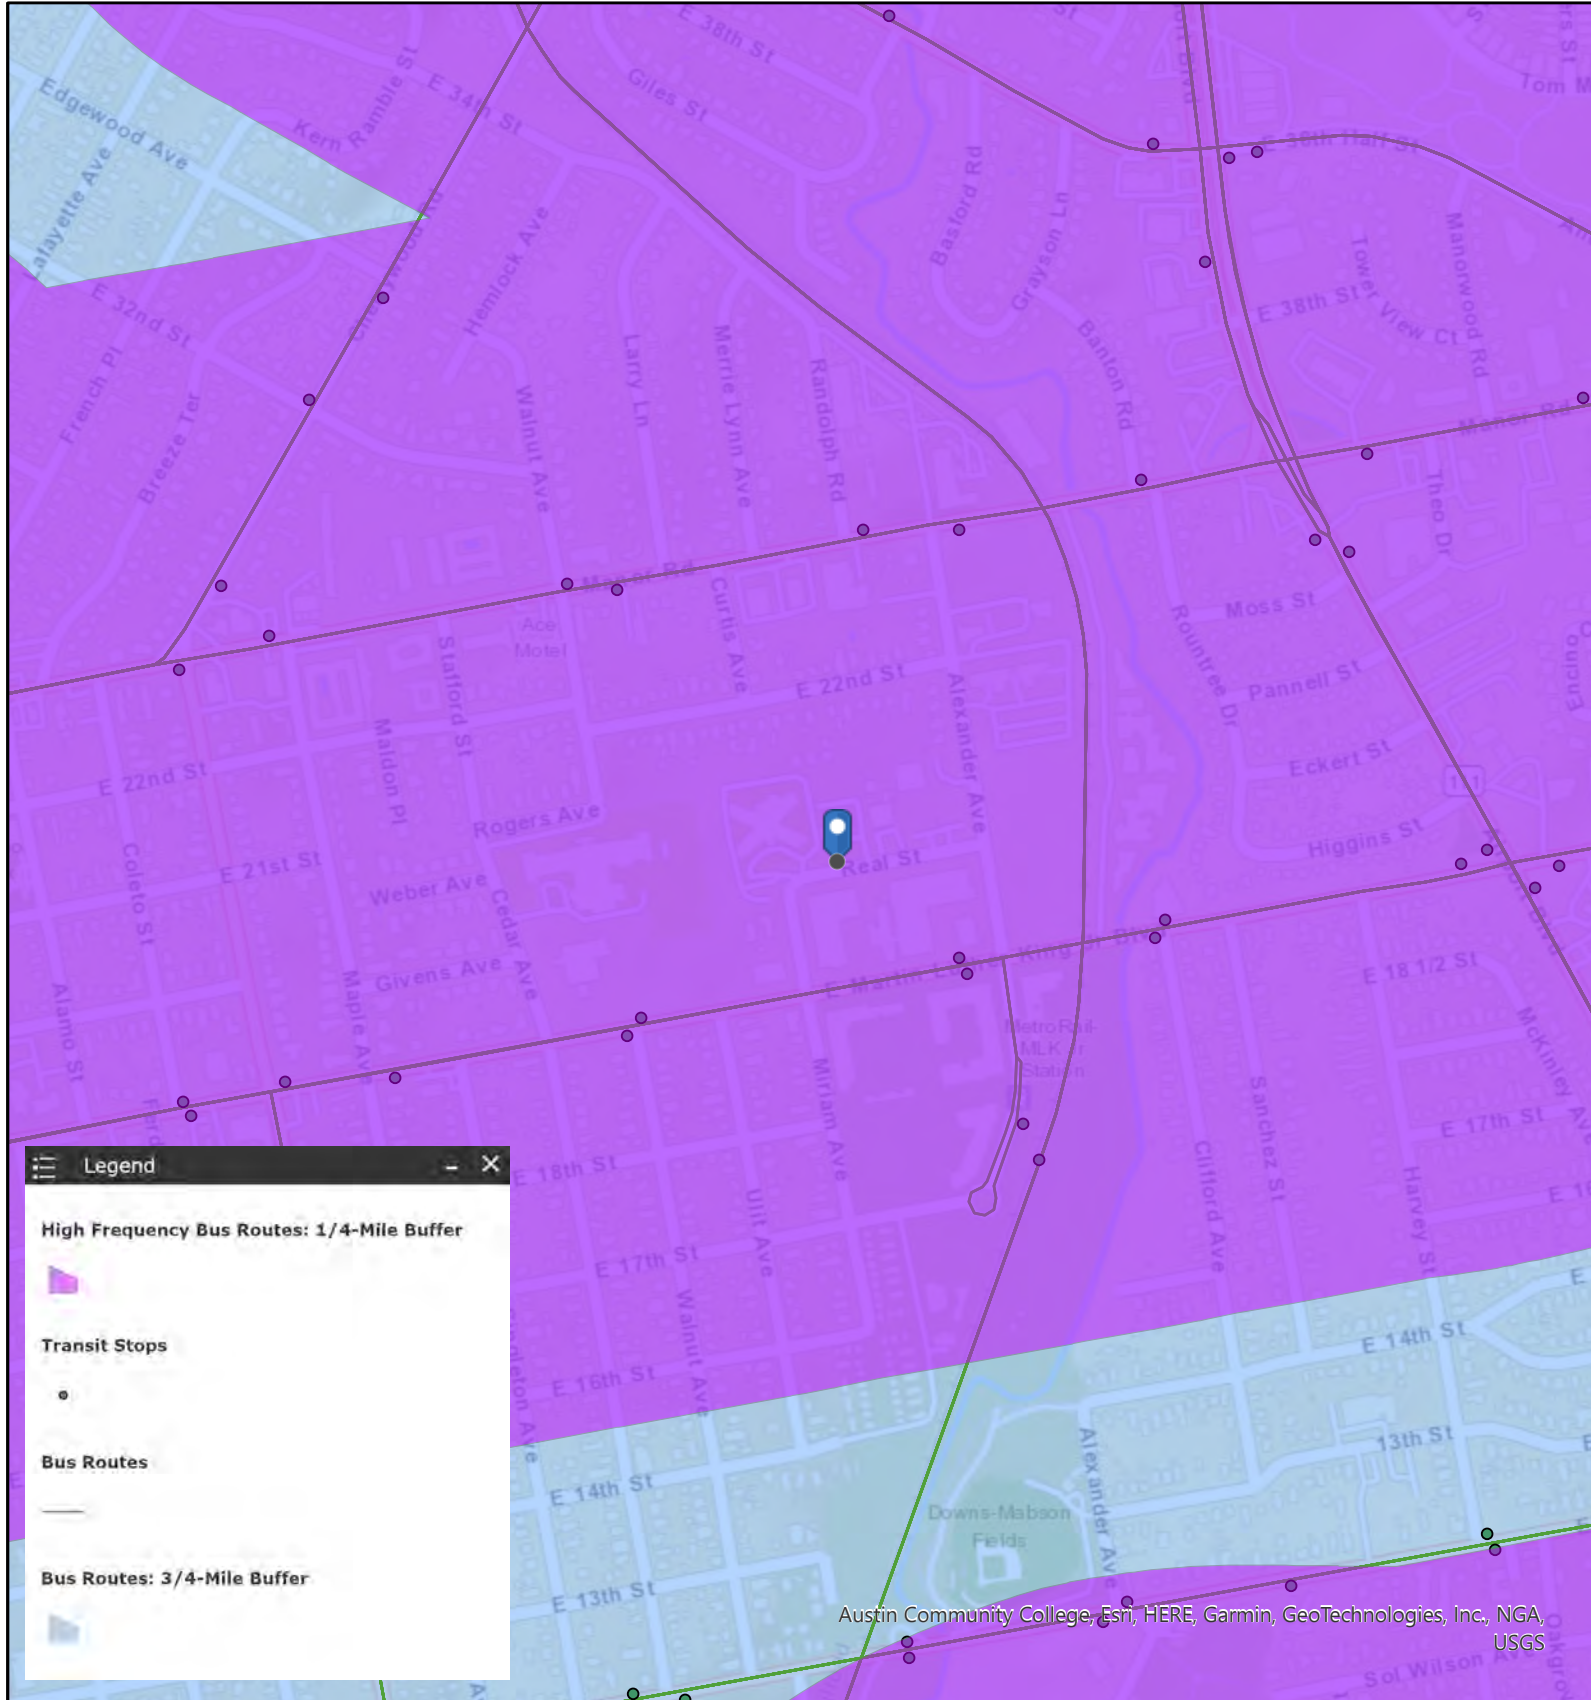 E 38th St
St
Tom M
Giles St
E 34th St
Kern Ramble St
Edgewood Ave
Lafayette Ave
E 38th Half St
Basford Rd
Grayson Ln
Manorwood Rd
Tower View Ct
E 38th St
Hemlock Ave
E 32nd St
French Pl
Breeze Ter
Larry Ln
Merrie Lynn Ave
Randolph Rd
Banton Rd
Walnut Ave
Manor Rd
Theo Dr
Manor Rd
Curtis Ave
Moss St
Rountree Dr
Ace
Motel
Stafford St
E 22nd St
Alexander Ave
Pannell St
Encino
Maldon Pl
E 22nd St
Eckert St
Rogers Ave
Higgins St
Real St
E 21st St
Coleto St
Weber Ave
Cedar Ave
Givens Ave
E Martin Luther King Jr Blvd
E 18 1/2 St
Alamo St
Maple Ave
MetroRail-
MLK Jr
Station
McKinley Av
Miriam Ave
Sanchez St
E 17th St
Clifford Ave
Harvey St
E 18th St
Ulit Ave
E 17th St
Walnut Ave
E 16th St
E 14th St
13th St
Alexander Ave
E 14th St
Downs-Mabson
Fields
E 13th St
Legend
High Frequency Bus Routes: 1/4-Mile Buffer
Transit Stops
Bus Routes
Bus Routes: 3/4-Mile Buffer
Austin Community College, Esri, HERE, Garmin, GeoTechnologies, Inc., NGA,
USGS
Sol Wilson Ave